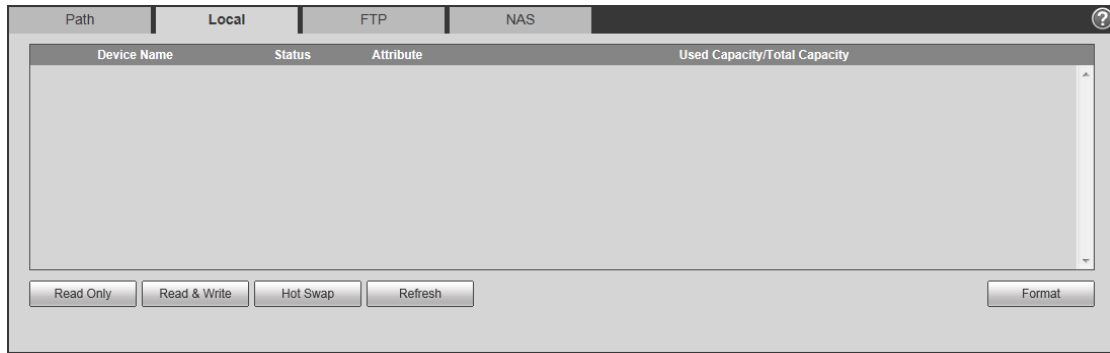 Path Local FTP NAS ?
Device Name Status Attribute Used Capacity/Total Capacity
Read Only Read & Write Hot Swap Refresh Format